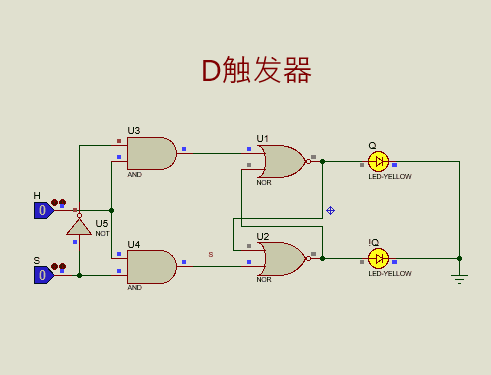 D触发器
U3
AND
U1
NOR
Q
LED-YELLOW
H
0
U5
NOT
U4
AND
S
U2
NOR
!Q
LED-YELLOW
S
0